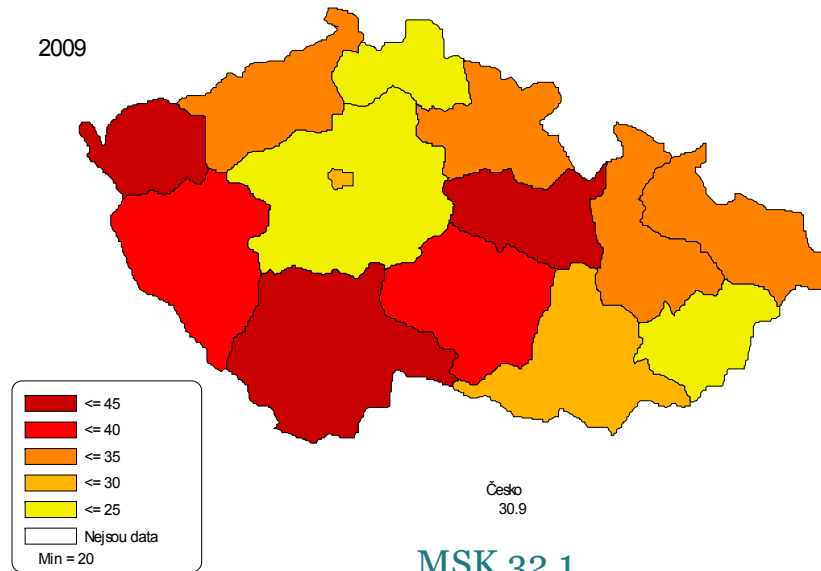 2009
<= 45
<= 40
<= 35
<= 30
<= 25
Nejsou data
Min = 20
Česko
30.9
MSK 32,1